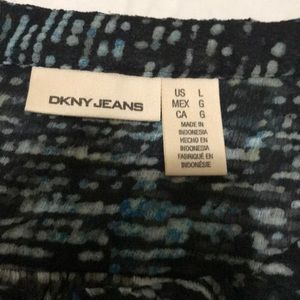 DKNY JEANS
US L
MEX G
CA G
MADE IN
INDONESIA
HECHO EN
INDONESIA
FABRIQUÉ EN
INDONÉSIE